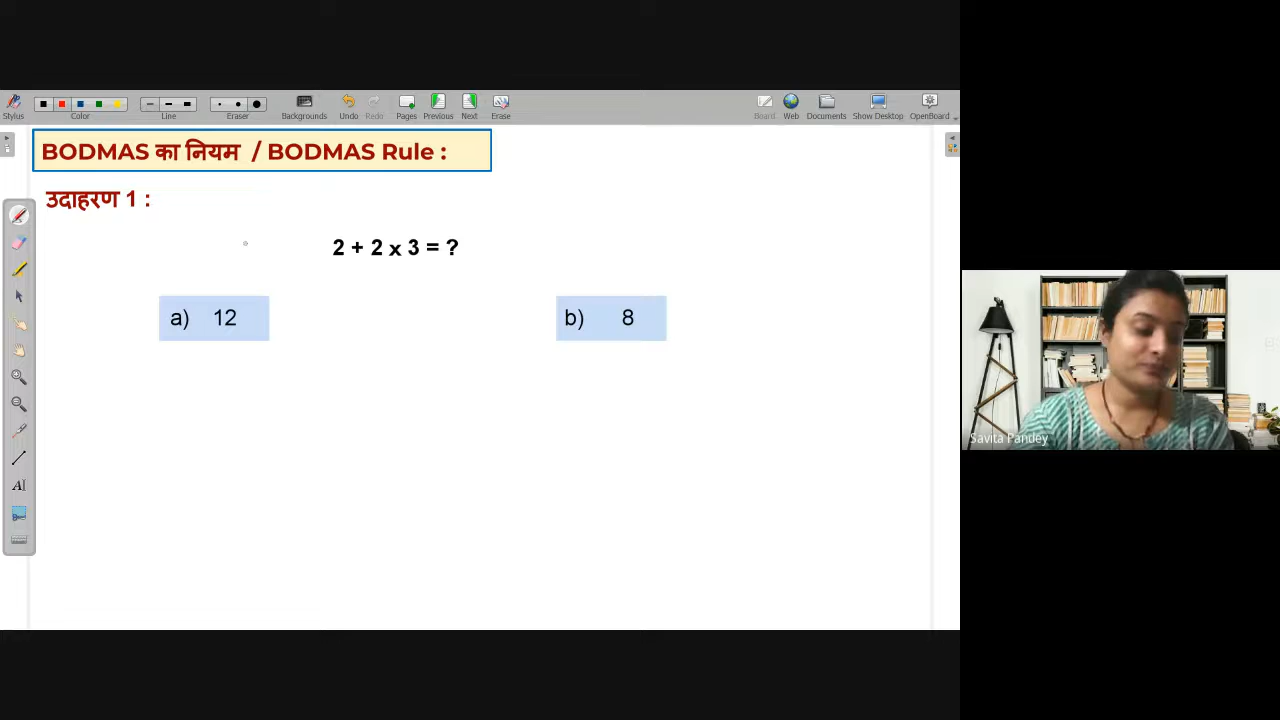 Stylus
Color
Line
Eraser
Backgrounds
Undo
Redo
Pages
Previous
Next
Erase
Board
Web
Documents
Show Desktop
OpenBoard
BODMAS का नियम / BODMAS Rule :
उदाहरण 1 :
2 + 2 x 3 = ?
a) 12
b) 8
Savita Pandey